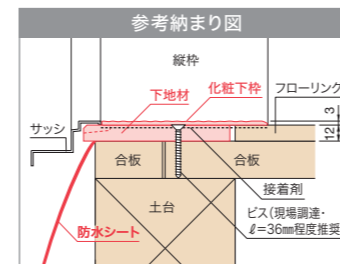 参考納まり図
縦枠
下地材
化粧下枠
フローリング
3
12
サッシ
合板
合板
接着剤
土台
ビス(現場調達・
ℓ=36㎜程度推奨
防水シート